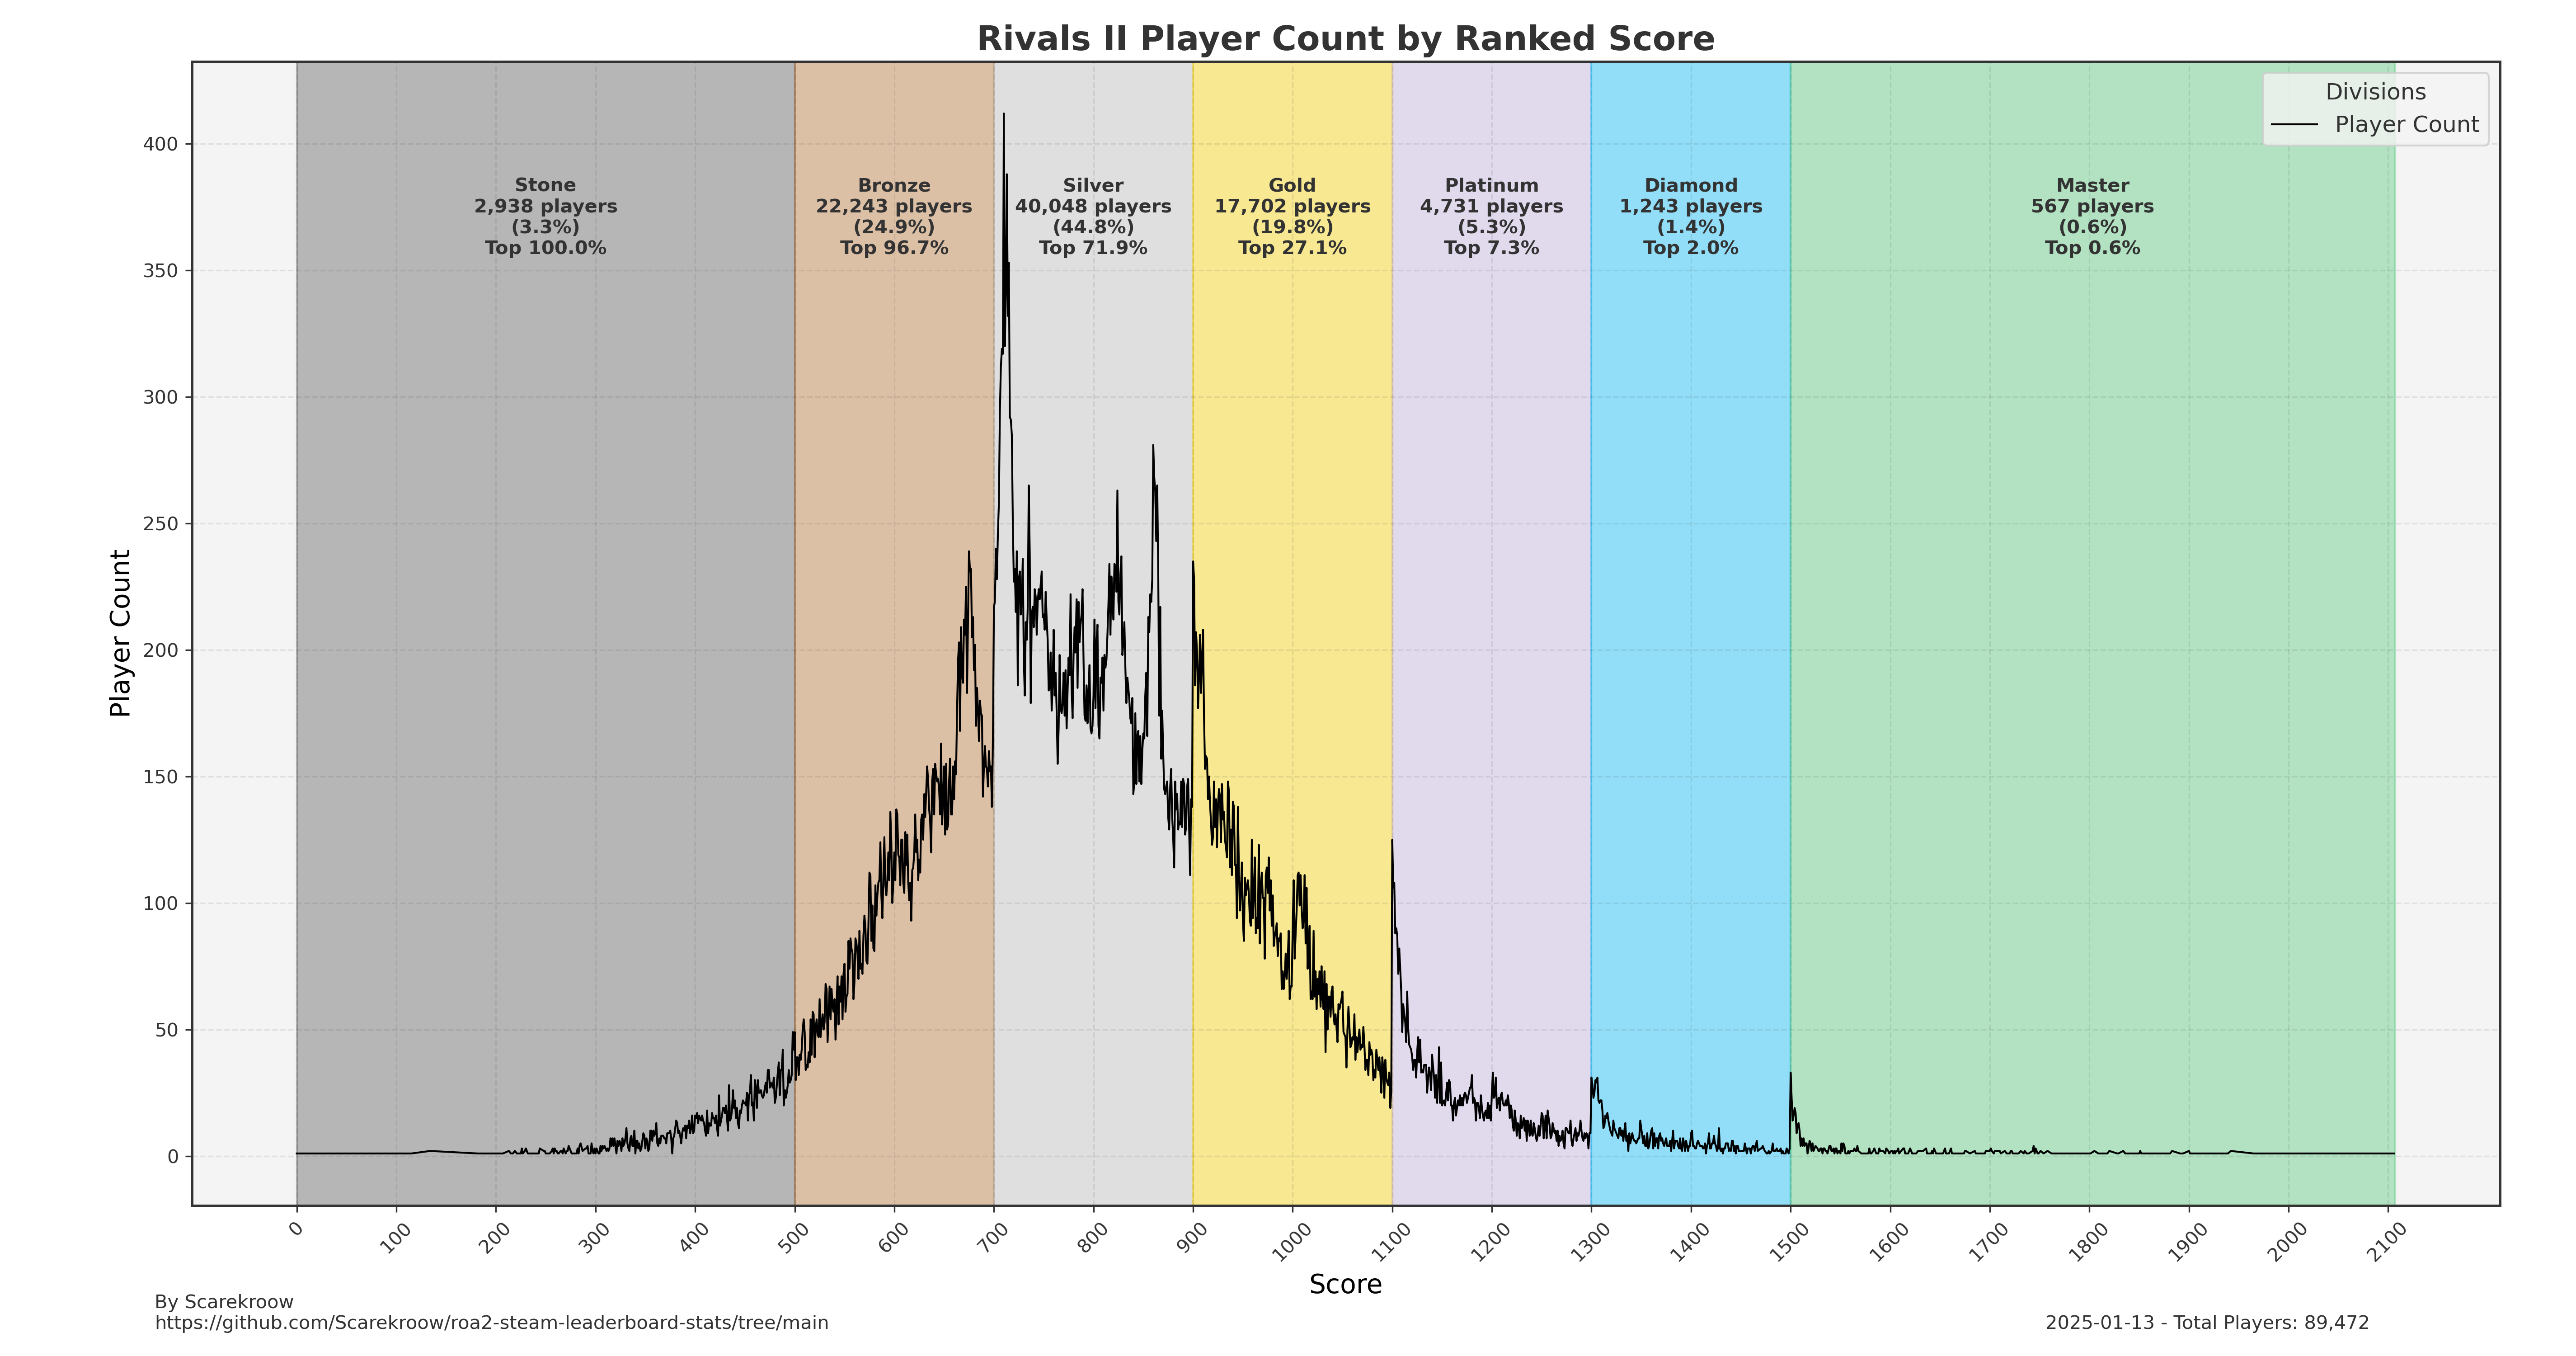 Rivals II Player Count by Ranked Score
Divisions
Player Count
Stone
2,938 players
(3.3%)
Top 100.0%
Bronze
22,243 players
(24.9%)
Top 96.7%
Silver
40,048 players
(44.8%)
Top 71.9%
Gold
17,702 players
(19.8%)
Top 27.1%
Platinum
4,731 players
(5.3%)
Top 7.3%
Diamond
1,243 players
(1.4%)
Top 2.0%
Master
567 players
(0.6%)
Top 0.6%
Player Count
400
350
300
250
200
150
100
50
0
0
100
200
300
400
500
600
700
800
900
1000
1100
1200
1300
1400
1500
1600
1700
1800
1900
2000
2100
Score
By Scarekroow
https://github.com/Scarekroow/roa2-steam-leaderboard-stats/tree/main
2025-01-13 - Total Players: 89,472